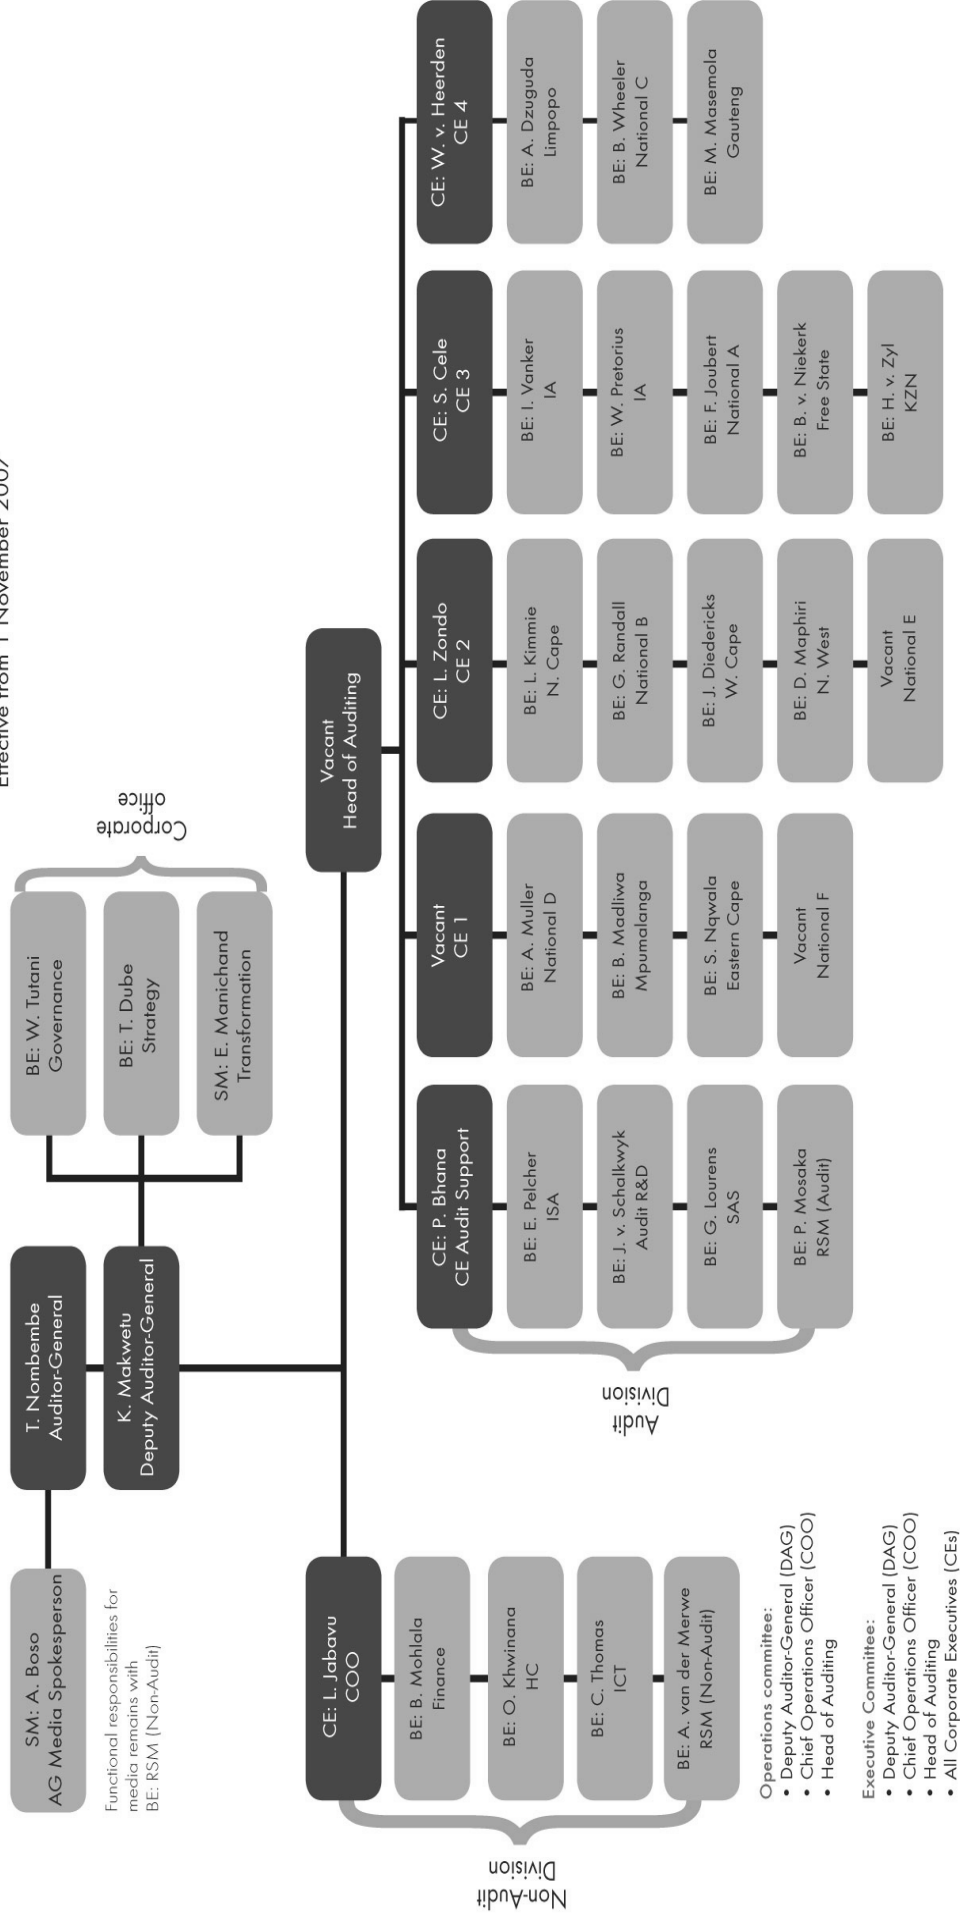 Effective from 1 November 2007
SM: A. Boso
AG Media Spokesperson
T. Nombembe
Auditor-General
Functional responsibilities for
media remains with
BE: RSM (Non-Audit)
K. Makwetu
Deputy Auditor-General
BE: W. Tutani
Governance
BE: T. Dube
Strategy
SM: E. Manichand
Transformation
Corporate
office
CE: L. Jabavu
COO
BE: B. Mohlala
Finance
BE: O. Khwinana
HC
BE: C. Thomas
ICT
BE: A. van der Merwe
RSM (Non-Audit)
Non-Audit
Division
Vacant
Head of Auditing
CE: P. Bhana
CE Audit Support
BE: E. Pelcher
ISA
BE: J. v. Schalkwyk
Audit R&D
BE: G. Lourens
SAS
BE: P. Mosaka
RSM (Audit)
Audit
Division
Vacant
CE 1
BE: A. Muller
National D
BE: B. Madliwa
Mpumalanga
BE: S. Nqwala
Eastern Cape
Vacant
National F
CE: L. Zondo
CE 2
BE: L. Kimmie
N. Cape
BE: G. Randall
National B
BE: J. Diedericks
W. Cape
BE: D. Maphiri
N. West
Vacant
National E
CE: S. Cele
CE 3
BE: I. Vanker
IA
BE: W. Pretorius
IA
BE: F. Joubert
National A
BE: B. v. Niekerk
Free State
BE: H. v. Zyl
KZN
CE: W. v. Heerden
CE 4
BE: A. Dzuguda
Limpopo
BE: B. Wheeler
National C
BE: M. Masemola
Gauteng
Operations committee:
• Deputy Auditor-General (DAG)
• Chief Operations Officer (COO)
• Head of Auditing
Executive Committee:
• Deputy Auditor-General (DAG)
• Chief Operations Officer (COO)
• Head of Auditing
• All Corporate Executives (CEs)